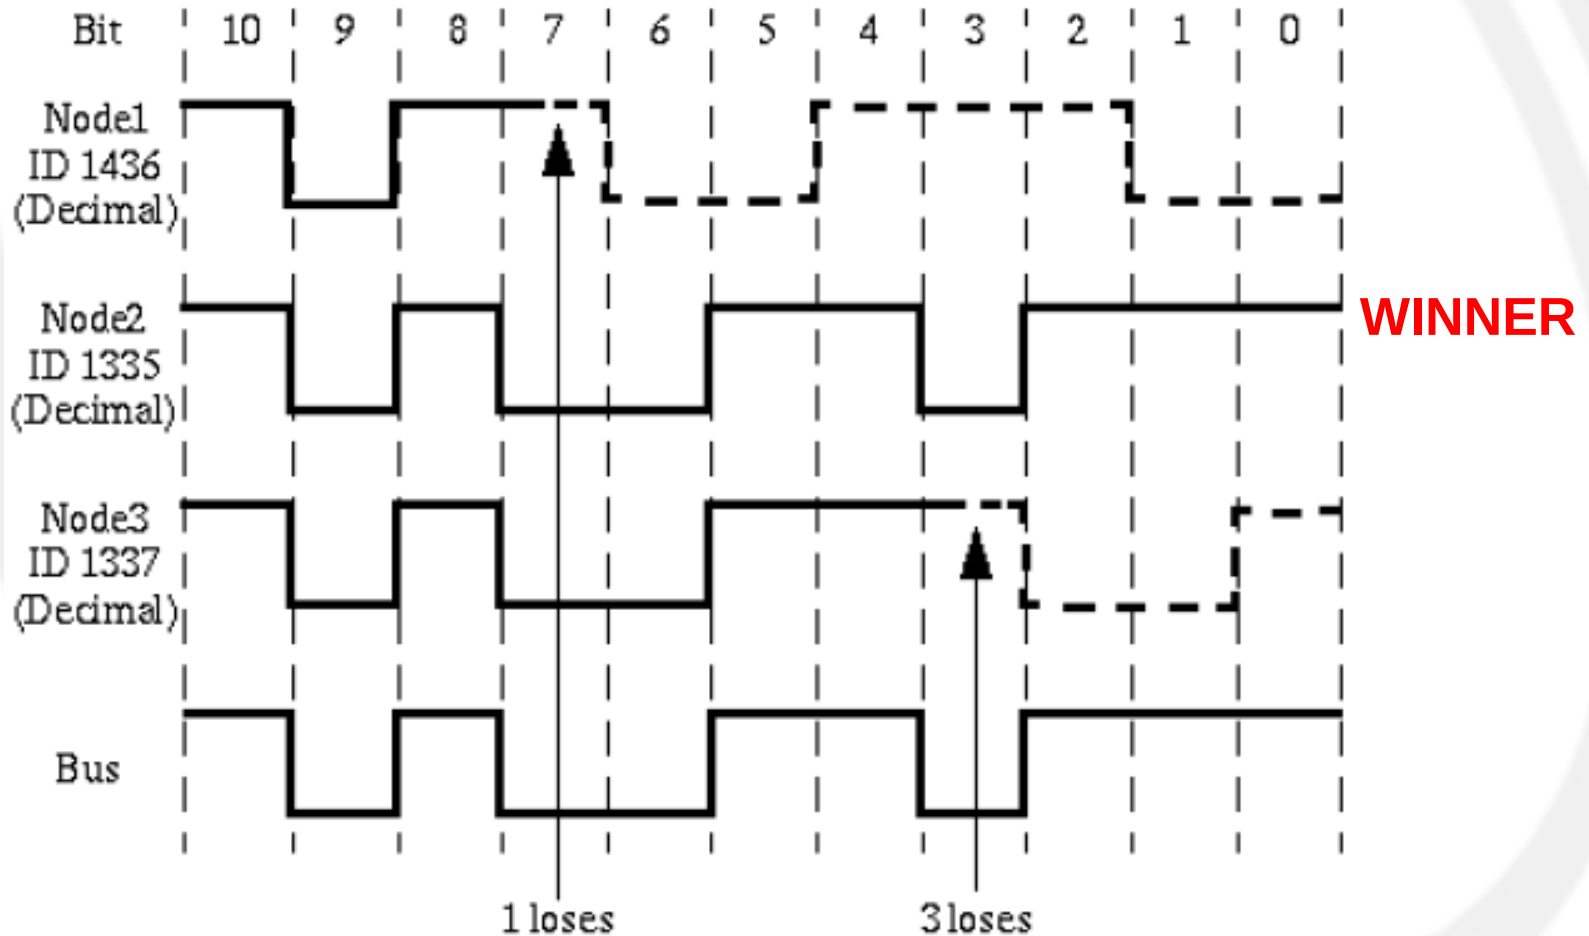 Bit 10 9 8 7 6 5 4 3 2 1 0
Node1
ID 1436
(Decimal)
Node2
ID 1335
(Decimal)
WINNER
Node3
ID 1337
(Decimal)
Bus
1 loses 3 loses